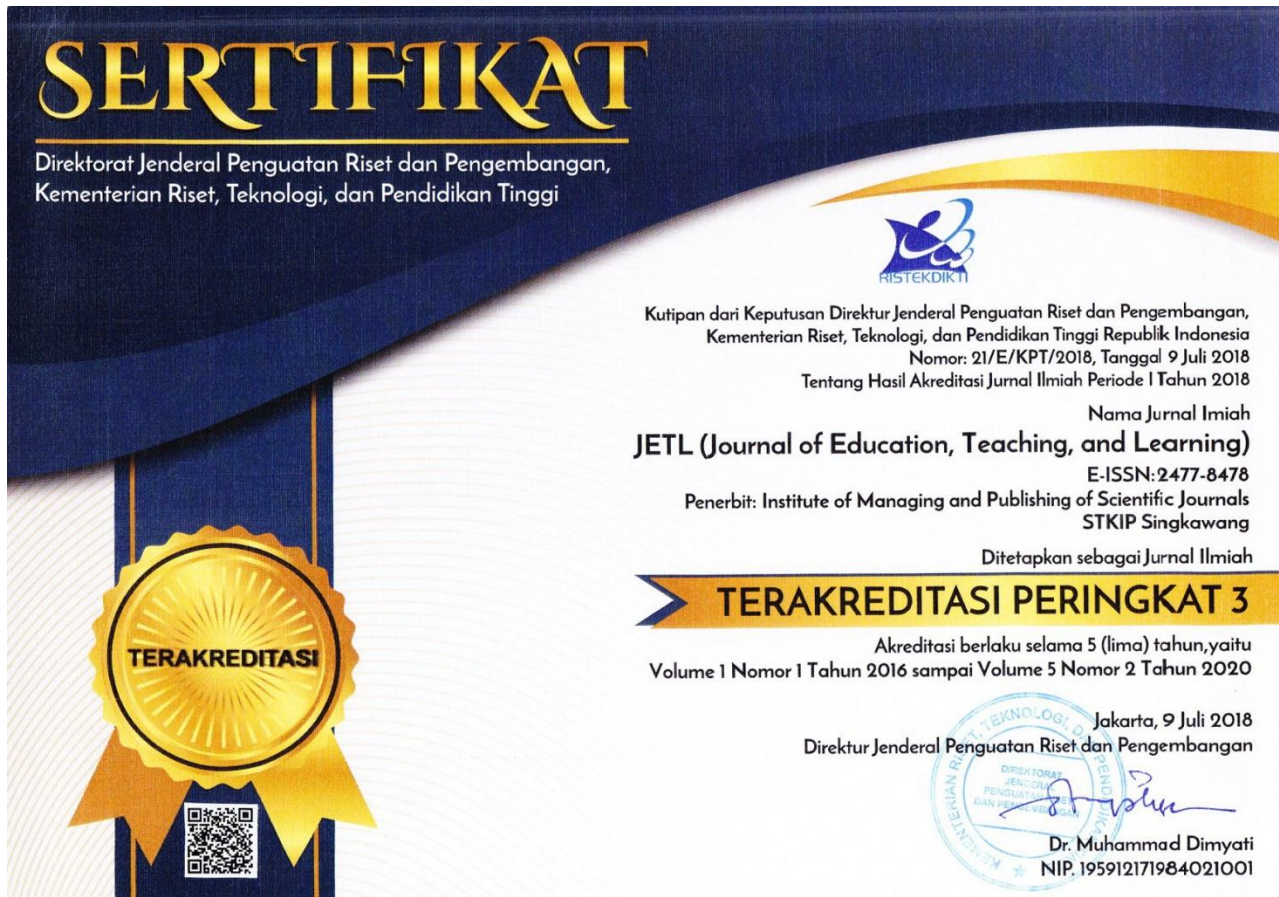 SERTIFIKAT
Direktorat Jenderal Penguatan Riset dan Pengembangan,
Kementerian Riset, Teknologi, dan Pendidikan Tinggi
RISTEKDIKTI
Kutipan dari Keputusan Direktur Jenderal Penguatan Riset dan Pengembangan,
Kementerian Riset, Teknologi, dan Pendidikan Tinggi Republik Indonesia
Nomor: 21/E/KPT/2018, Tanggal 9 Juli 2018
Tentang Hasil Akreditasi Jurnal Ilmiah Periode I Tahun 2018
Nama Jurnal Imiah
JETL (Journal of Education, Teaching, and Learning)
E-ISSN:2477-8478
Penerbit: Institute of Managing and Publishing of Scientific Journals
STKIP Singkawang
Ditetapkan sebagai Jurnal Ilmiah
TERAKREDITASI PERINGKAT 3
Akreditasi berlaku selama 5 (lima) tahun,yaitu
Volume 1 Nomor 1 Tahun 2016 sampai Volume 5 Nomor 2 Tahun 2020
TERAKREDITASI
Jakarta, 9 Juli 2018
Direktur Jenderal Penguatan Riset dan Pengembangan
DIREKTORAT
JENDERAL
PENGUATAN
DAN PENGEMBANGAN
Dr. Muhammad Dimyati
NIP. 195912171984021001